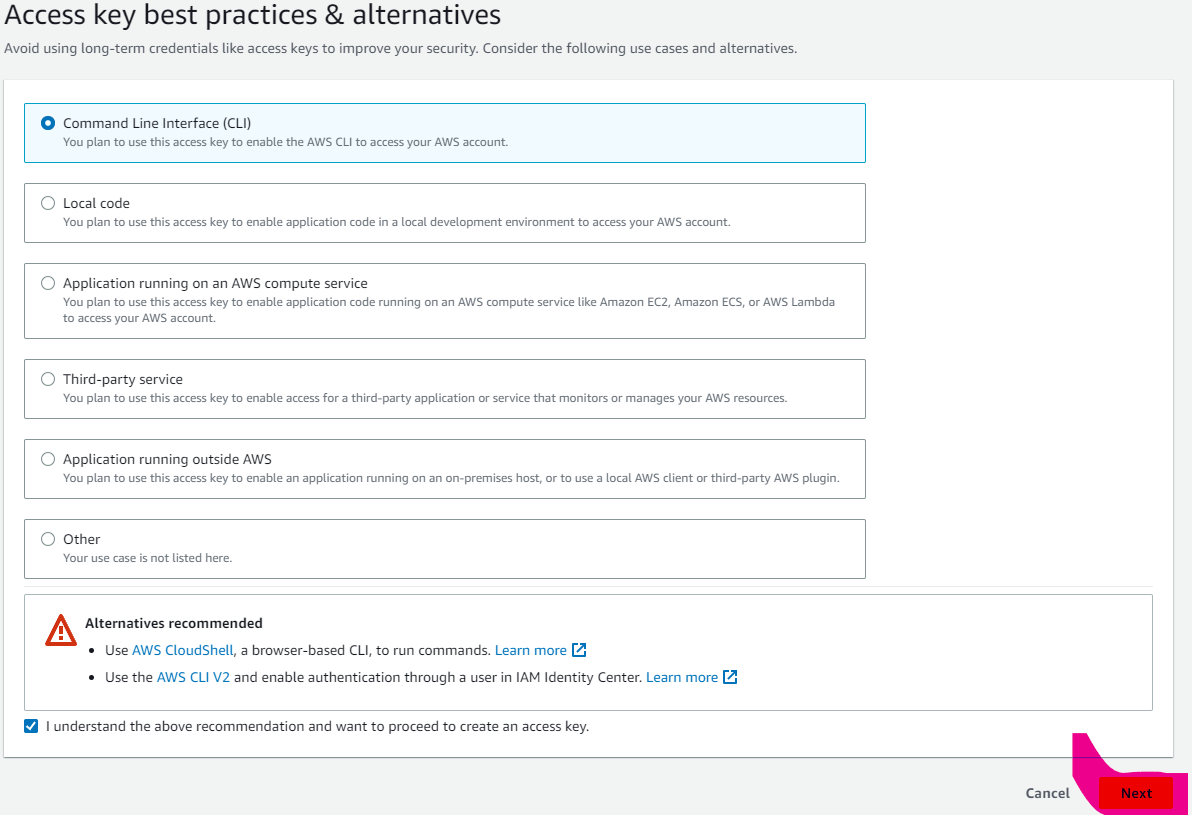 Access key best practices & alternatives
Avoid using long-term credentials like access keys to improve your security. Consider the following use cases and alternatives.
Command Line Interface (CLI)
You plan to use this access key to enable the AWS CLI to access your AWS account.
Local code
You plan to use this access key to enable application code in a local development environment to access your AWS account.
Application running on an AWS compute service
You plan to use this access key to enable application code running on an AWS compute service like Amazon EC2, Amazon ECS, or AWS Lambda
to access your AWS account.
Third-party service
You plan to use this access key to enable access for a third-party application or service that monitors or manages your AWS resources.
Application running outside AWS
You plan to use this access key to enable an application running on an on-premises host, or to use a local AWS client or third-party AWS plugin.
Other
Your use case is not listed here.
Alternatives recommended
• Use AWS CloudShell, a browser-based CLI, to run commands. Learn more
• Use the AWS CLI V2 and enable authentication through a user in IAM Identity Center. Learn more
I understand the above recommendation and want to proceed to create an access key.
Cancel Next